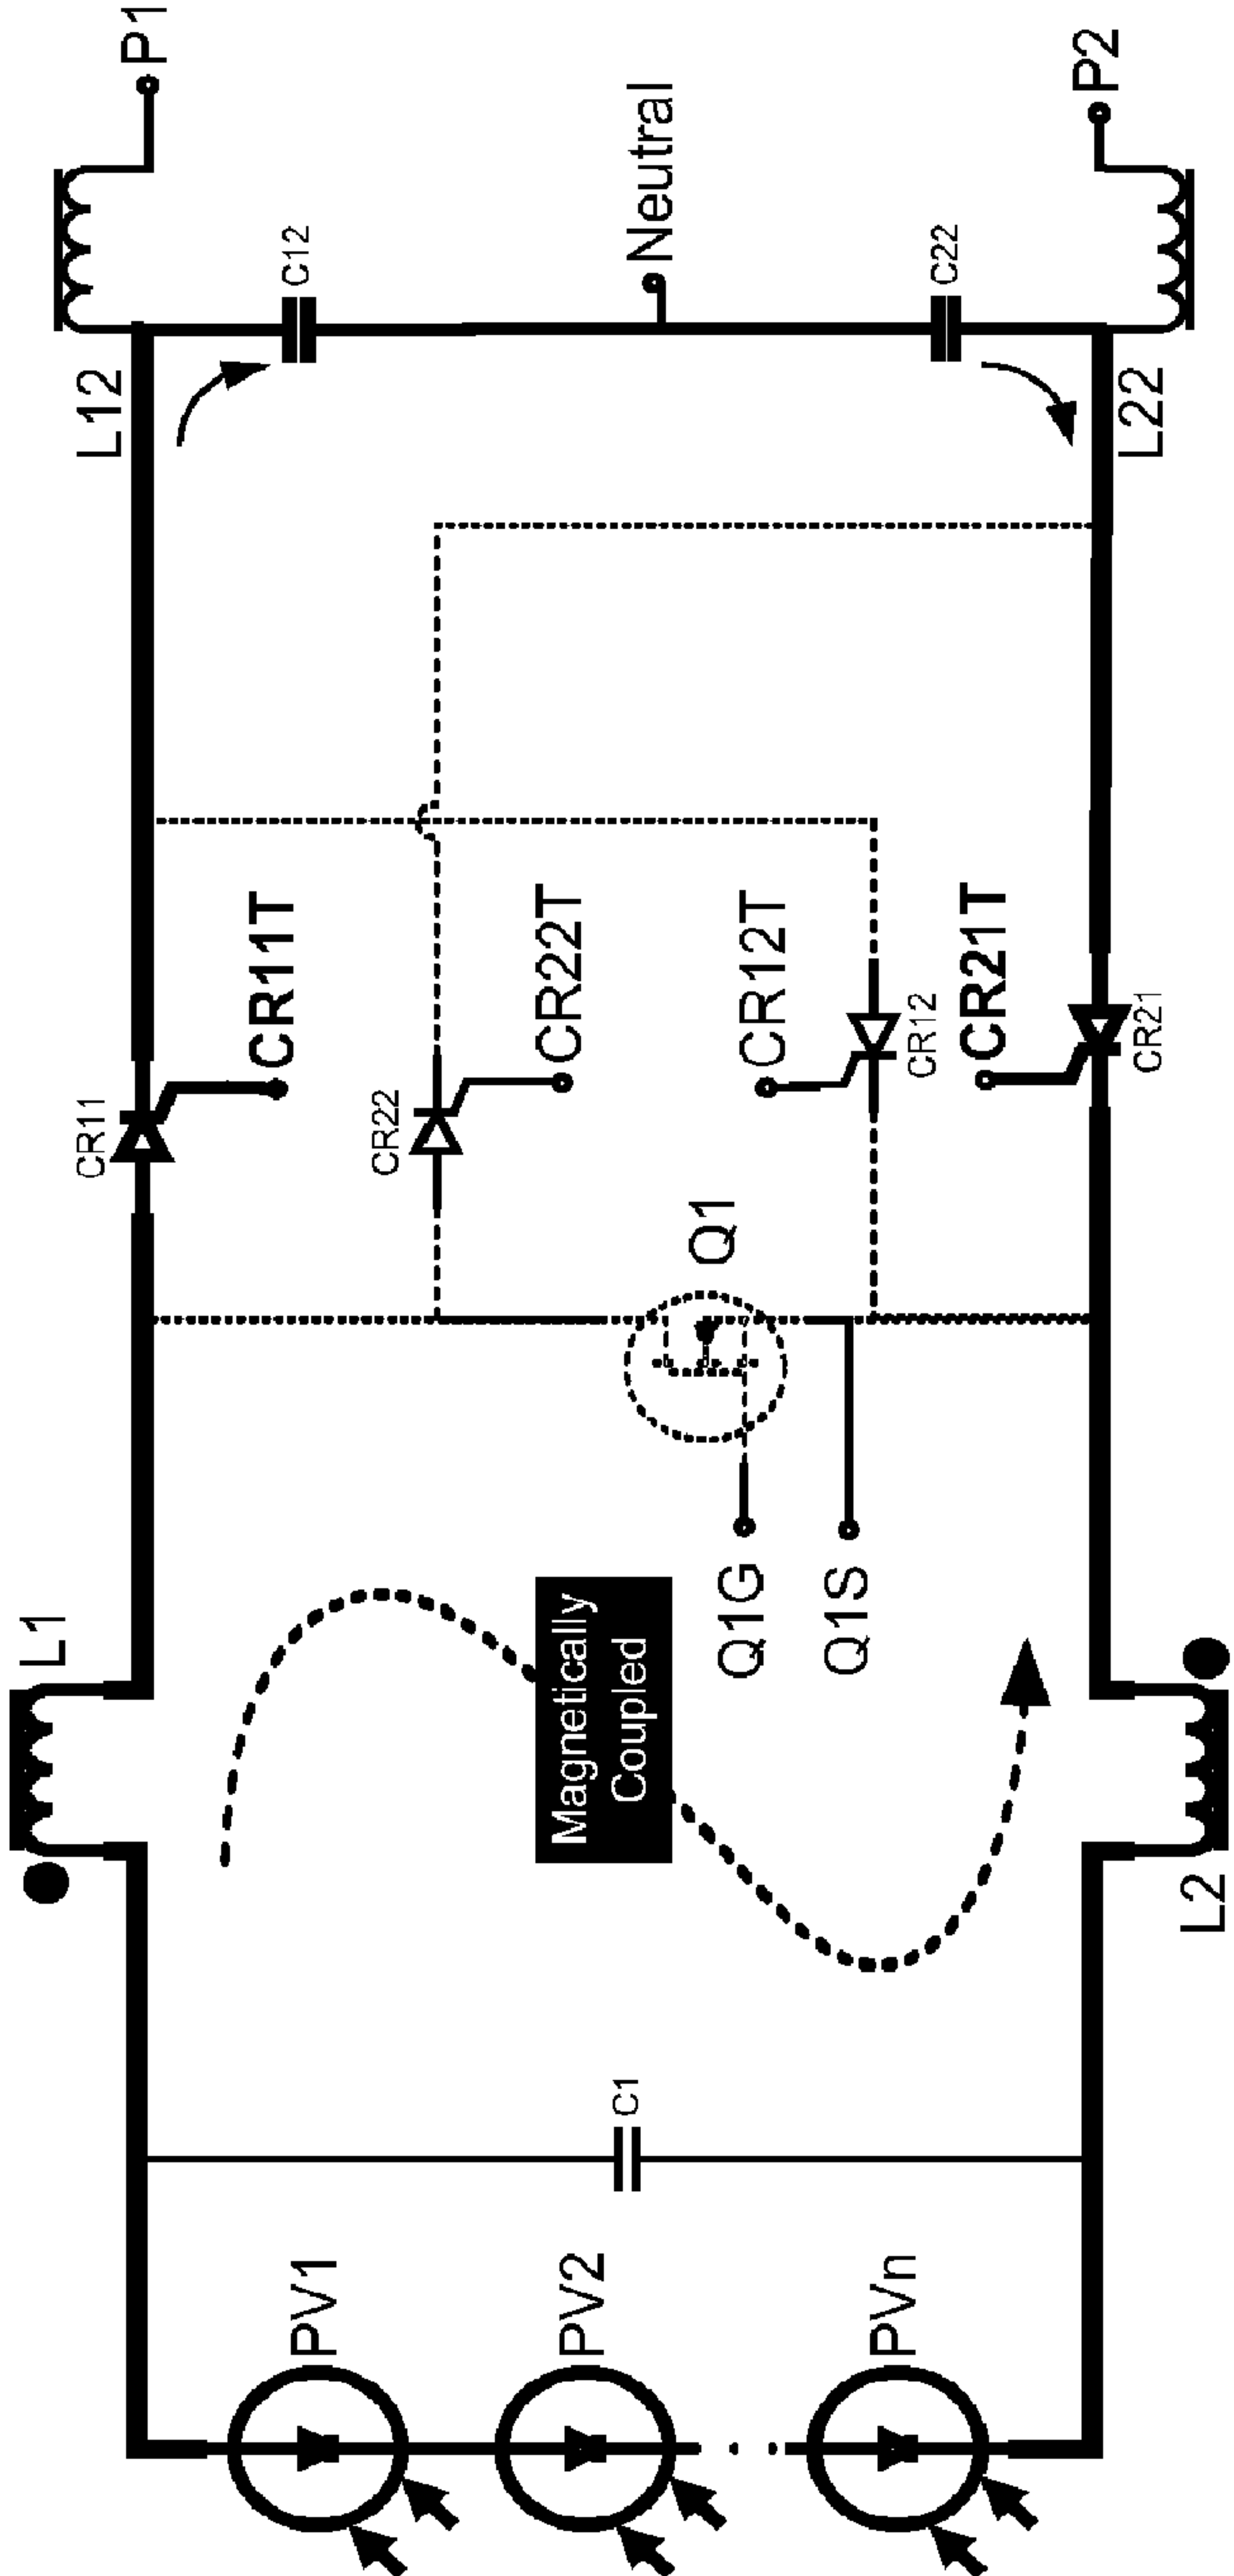 P1
P2
L12
C12
Neutral
C22
L22
CR11
CR11T
CR22
CR22T
CR12T
CR12
CR21T
CR21
Q1
Q1G
Q1S
L1
Magnetically
Coupled
L2
C1
PV1
PV2
PVn